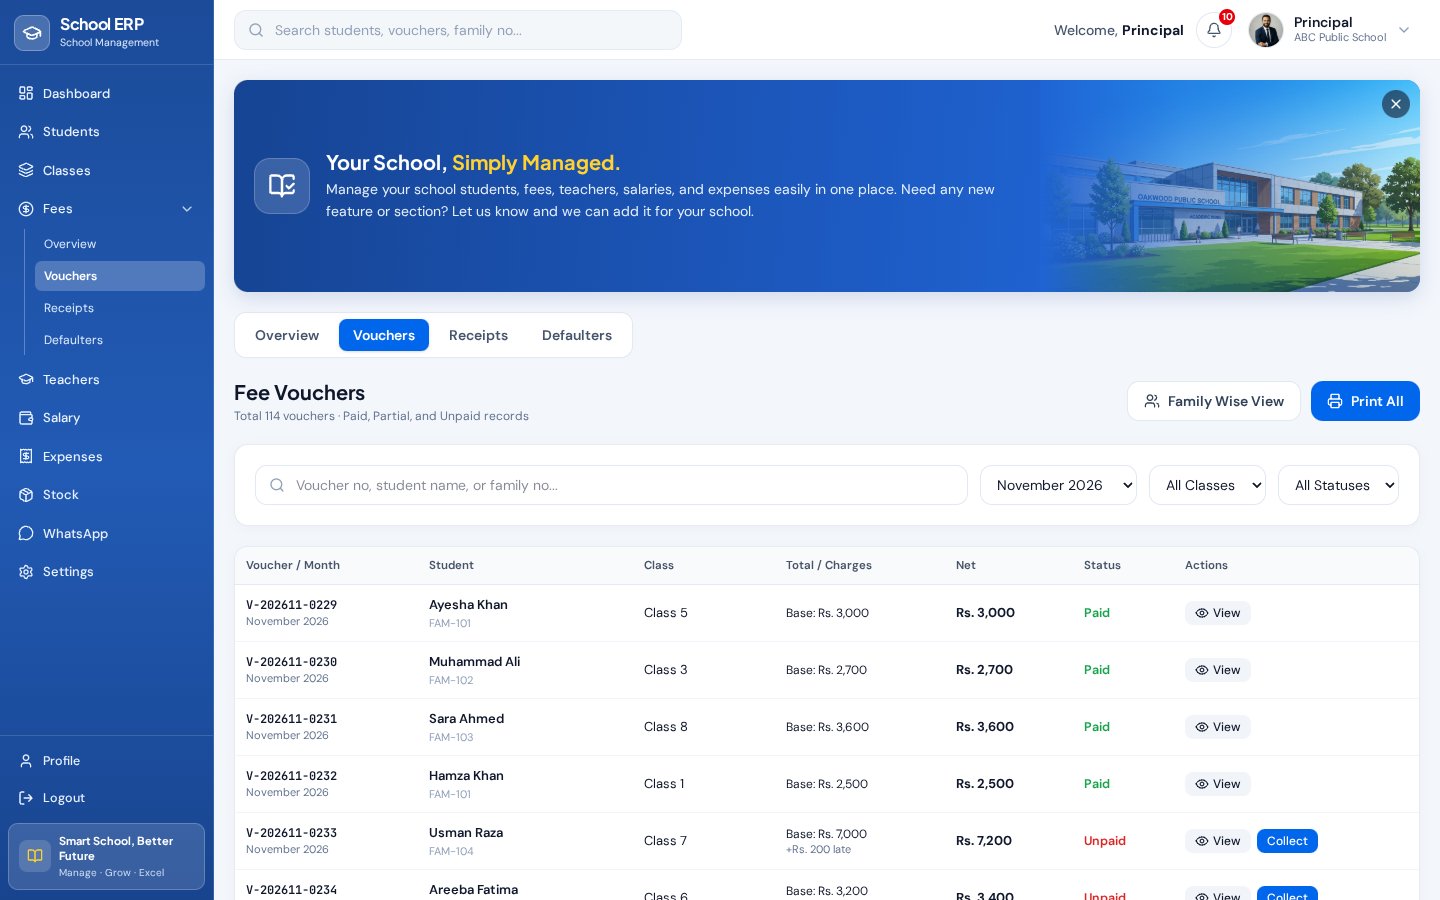 School ERP
School Management
Dashboard
Students
Classes
Fees
Overview
Vouchers
Receipts
Defaulters
Teachers
Salary
Expenses
Stock
WhatsApp
Settings
Profile
Logout
Smart School, Better
Future
Manage · Grow · Excel
Search students, vouchers, family no...
Welcome, Principal
10
Principal
ABC Public School
Your School, Simply Managed.
Manage your school students, fees, teachers, salaries, and expenses easily in one place. Need any new
feature or section? Let us know and we can add it for your school.
OAKWOOD PUBLIC SCHOOL
Overview Vouchers Receipts Defaulters
Fee Vouchers
Total 114 vouchers · Paid, Partial, and Unpaid records
Family Wise View Print All
Voucher no, student name, or family no... November 2026 All Classes All Statuses
Voucher / Month Student Class Total / Charges Net Status Actions
V-202611-0229 Ayesha Khan Class 5 Base: Rs. 3,000 Rs. 3,000 Paid View
November 2026 FAM-101
V-202611-0230 Muhammad Ali Class 3 Base: Rs. 2,700 Rs. 2,700 Paid View
November 2026 FAM-102
V-202611-0231 Sara Ahmed Class 8 Base: Rs. 3,600 Rs. 3,600 Paid View
November 2026 FAM-103
V-202611-0232 Hamza Khan Class 1 Base: Rs. 2,500 Rs. 2,500 Paid View
November 2026 FAM-101
V-202611-0233 Usman Raza Class 7 Base: Rs. 7,000 Rs. 7,200 Unpaid View Collect
November 2026 FAM-104 +Rs. 200 late
V-202611-0234 Areeba Fatima Class 6 Base: Rs. 3,200 Rs. 3,400 Unpaid View Collect